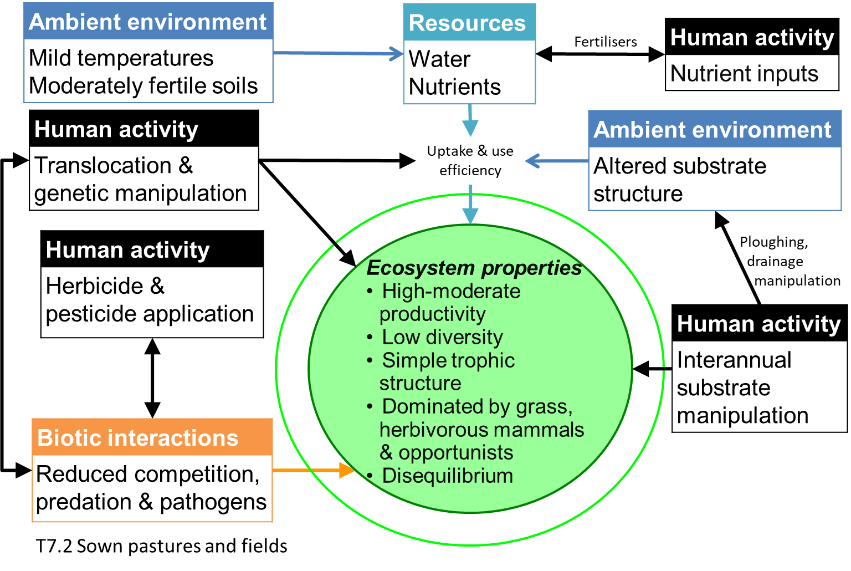 Ambient environment
Mild temperatures
Moderately fertile soils
Resources
Water
Nutrients
Fertilisers
Human activity
Nutrient inputs
Human activity
Translocation &
genetic manipulation
Uptake & use
efficiency
Ambient environment
Altered substrate
structure
Human activity
Herbicide &
pesticide application
Ploughing,
drainage
manipulation
Ecosystem properties
• High-moderate
productivity
• Low diversity
• Simple trophic
structure
• Dominated by grass,
herbivorous mammals
& opportunists
• Disequilibrium
Human activity
Interannual
substrate
manipulation
Biotic interactions
Reduced competition,
predation & pathogens
T7.2 Sown pastures and fields